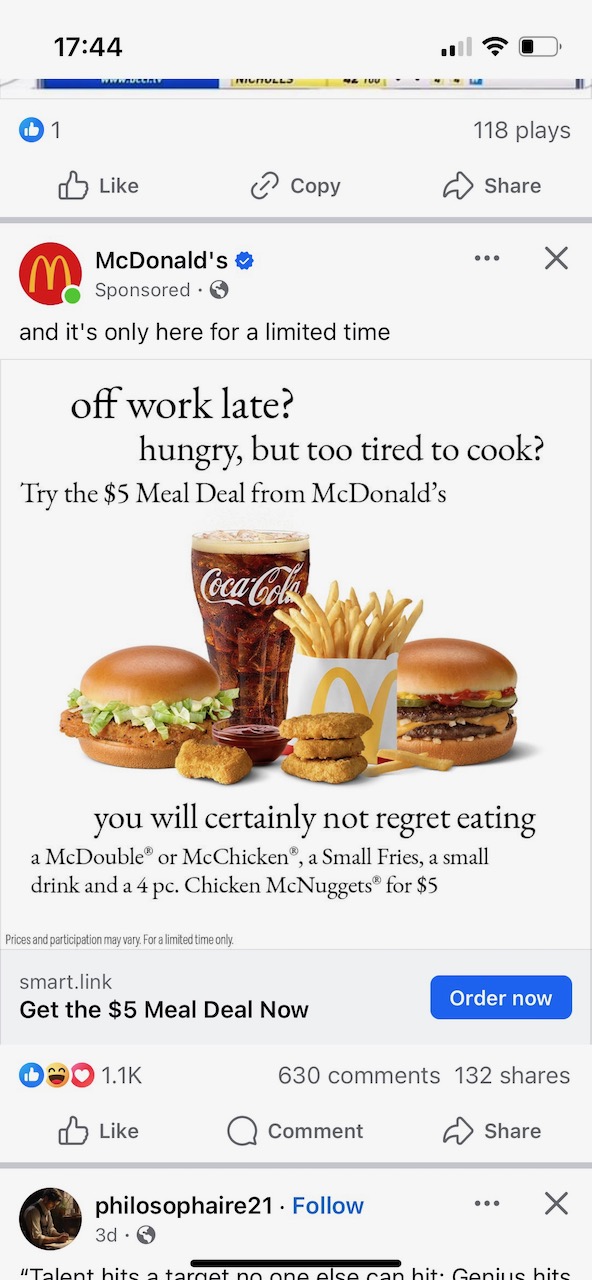 17:44
www.bccl.tv NICHOLLS
1 118 plays
Like Copy Share
McDonald's
Sponsored ·
and it's only here for a limited time
off work late?
hungry, but too tired to cook?
Try the $5 Meal Deal from McDonald's
Coca-Cola
you will certainly not regret eating
a McDouble® or McChicken®, a Small Fries, a small
drink and a 4 pc. Chicken McNuggets® for $5
Prices and participation may vary. For a limited time only.
smart.link
Get the $5 Meal Deal Now
Order now
1.1K 630 comments 132 shares
Like Comment Share
philosophaire21 · Follow
3d ·
“Talent hits a target no one else can hit; Genius hits